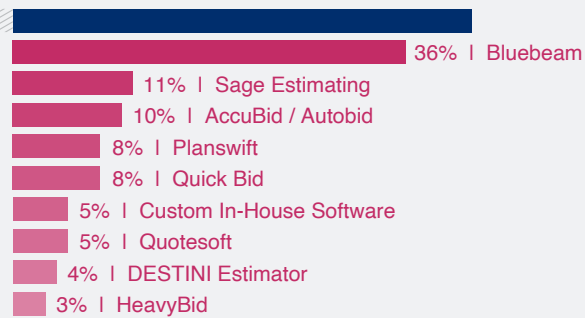 36% | Bluebeam
11% | Sage Estimating
10% | AccuBid / Autobid
8% | Planswift
8% | Quick Bid
5% | Custom In-House Software
5% | Quotesoft
4% | DESTINI Estimator
3% | HeavyBid